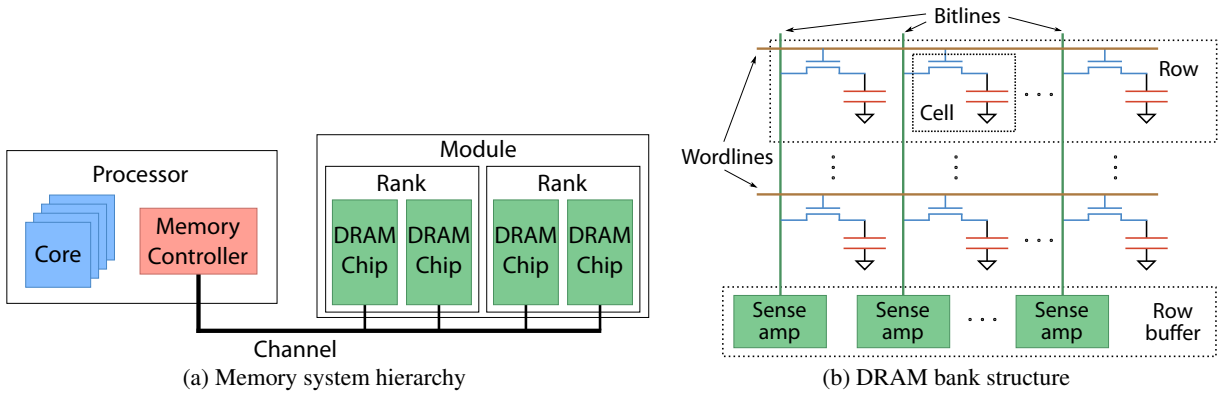 Processor
Core
Memory
Controller
Channel
Module
Rank
Rank
DRAM
Chip
DRAM
Chip
DRAM
Chip
DRAM
Chip
(a) Memory system hierarchy
Bitlines
Row
Cell
Wordlines
Sense
amp
Sense
amp
Sense
amp
Row
buffer
(b) DRAM bank structure